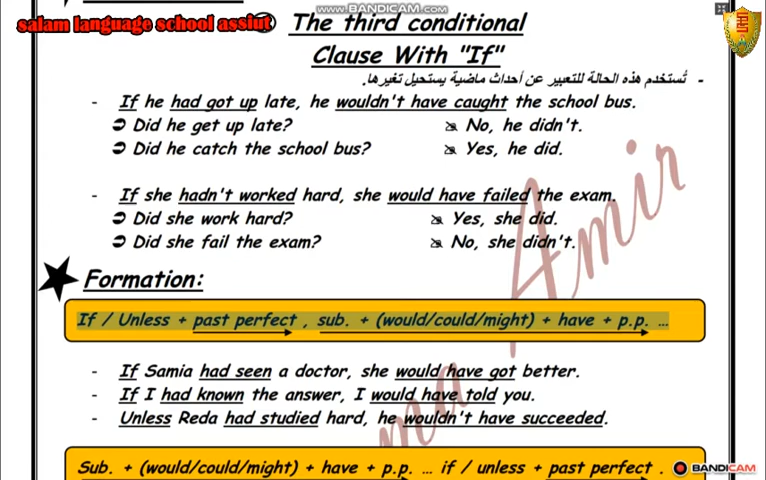 www.BANDICAM.com
salam language school assiut
The third conditional
Clause With "If"
- تُستخدم هذه الحالة للتعبير عن أحداث ماضية يستحيل تغيرها.
- If he had got up late, he wouldn't have caught the school bus.
➲ Did he get up late? No, he didn't.
➲ Did he catch the school bus? Yes, he did.
- If she hadn't worked hard, she would have failed the exam.
➲ Did she work hard? Yes, she did.
➲ Did she fail the exam? No, she didn't.
Formation:
If / Unless + past perfect , sub. + (would/could/might) + have + p.p. ...
- If Samia had seen a doctor, she would have got better.
- If I had known the answer, I would have told you.
- Unless Reda had studied hard, he wouldn't have succeeded.
Sub. + (would/could/might) + have + p.p. ... if / unless + past perfect .
BANDICAM
ma Amir